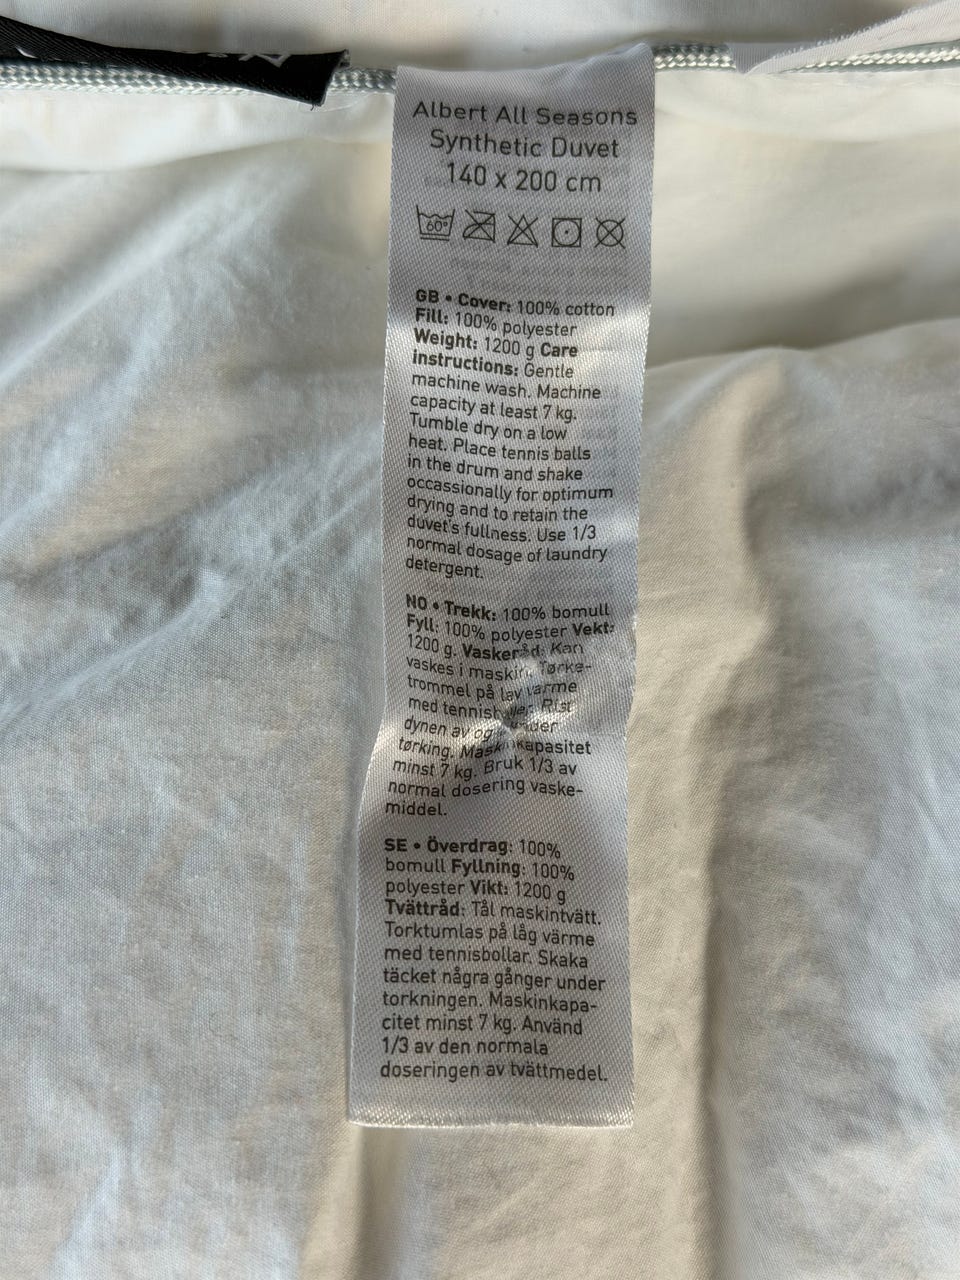 Albert All Seasons
Synthetic Duvet
140 x 200 cm
60°
GB • Cover: 100% cotton
Fill: 100% polyester
Weight: 1200 g Care
instructions: Gentle
machine wash. Machine
capacity at least 7 kg.
Tumble dry on a low
heat. Place tennis balls
in the drum and shake
occassionally for optimum
drying and to retain the
duvet's fullness. Use 1/3
normal dosage of laundry
detergent.
NO • Trekk: 100% bomull
Fyll: 100% polyester Vekt:
1200 g. Vaskeråd: Kan
vaskes i maskin. Tørke-
trommel på lav varme
med Rist
dynen av og
tørking. Maskinkapasitet
minst 7 kg. Bruk 1/3 av
normal dosering vaske-
middel.
SE • Överdrag: 100%
bomull Fyllning: 100%
polyester Vikt: 1200 g
Tvättråd: Tål maskintvätt.
Torktumlas på låg värme
med tennisbollar. Skaka
täcket några gånger under
torkningen. Maskinkapa-
citet minst 7 kg. Använd
1/3 av den normala
doseringen av tvättmedel.